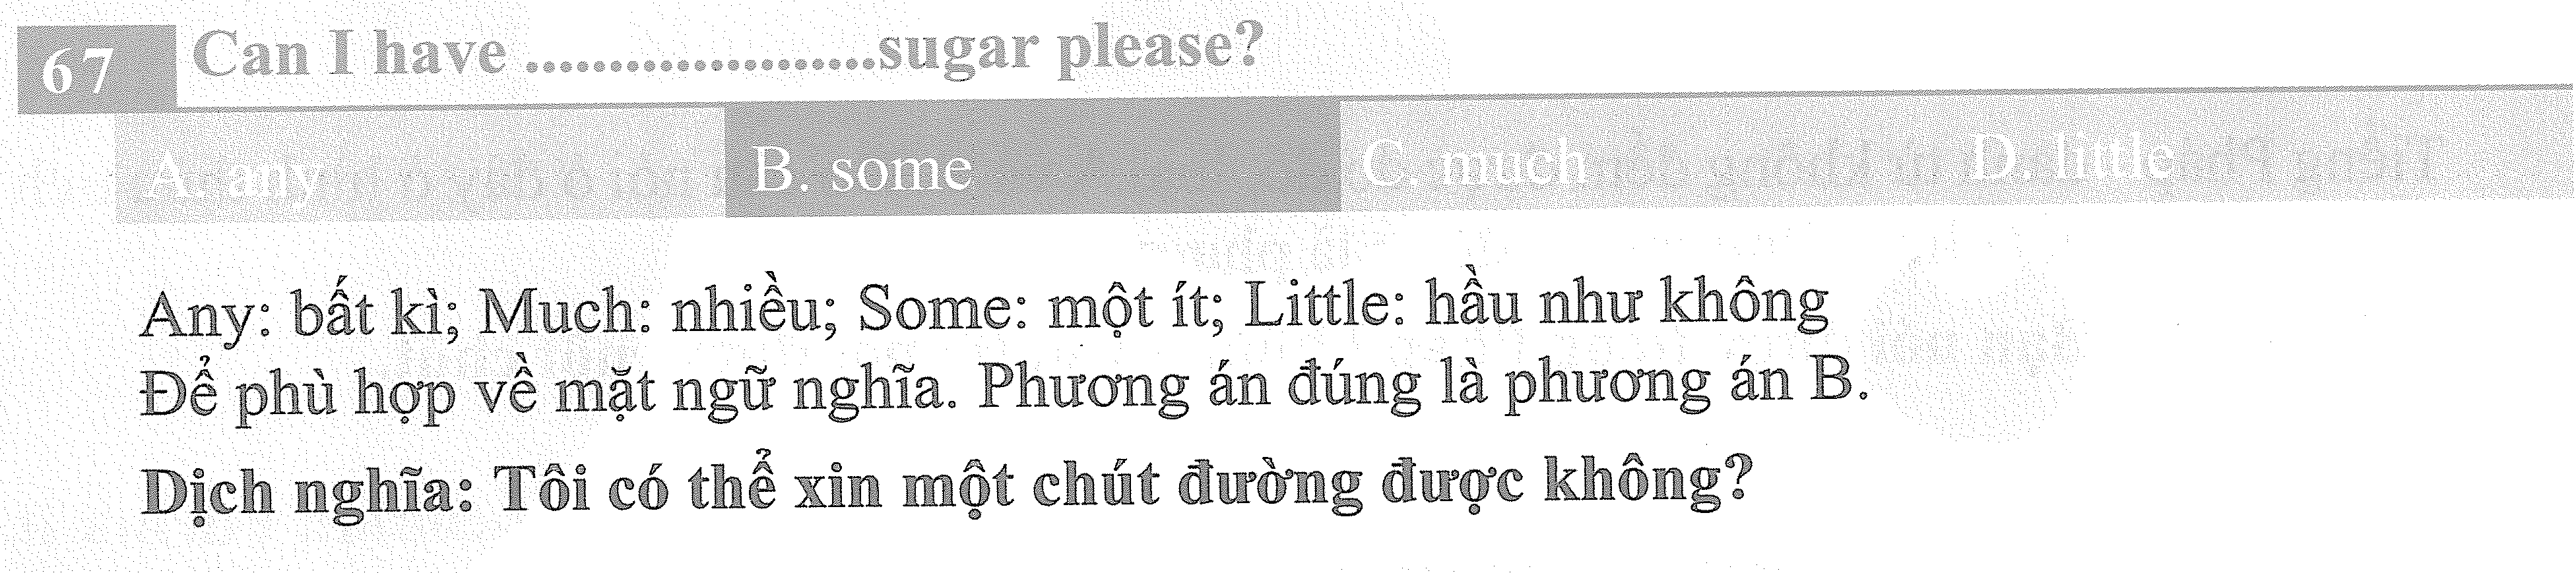 67 Can I have ....................sugar please?
A. any B. some C. much D. little
Any: bất kì; Much: nhiều; Some: một ít; Little: hầu như không
Để phù hợp về mặt ngữ nghĩa. Phương án đúng là phương án B.
Dịch nghĩa: Tôi có thể xin một chút đường được không?